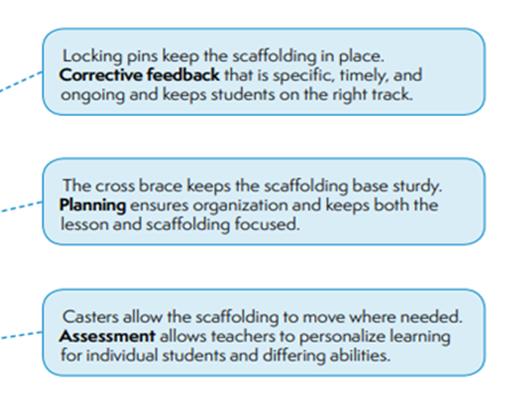 Locking pins keep the scaffolding in place.
Corrective feedback that is specific, timely, and
ongoing and keeps students on the right track.
The cross brace keeps the scaffolding base sturdy.
Planning ensures organization and keeps both the
lesson and scaffolding focused.
Casters allow the scaffolding to move where needed.
Assessment allows teachers to personalize learning
for individual students and differing abilities.